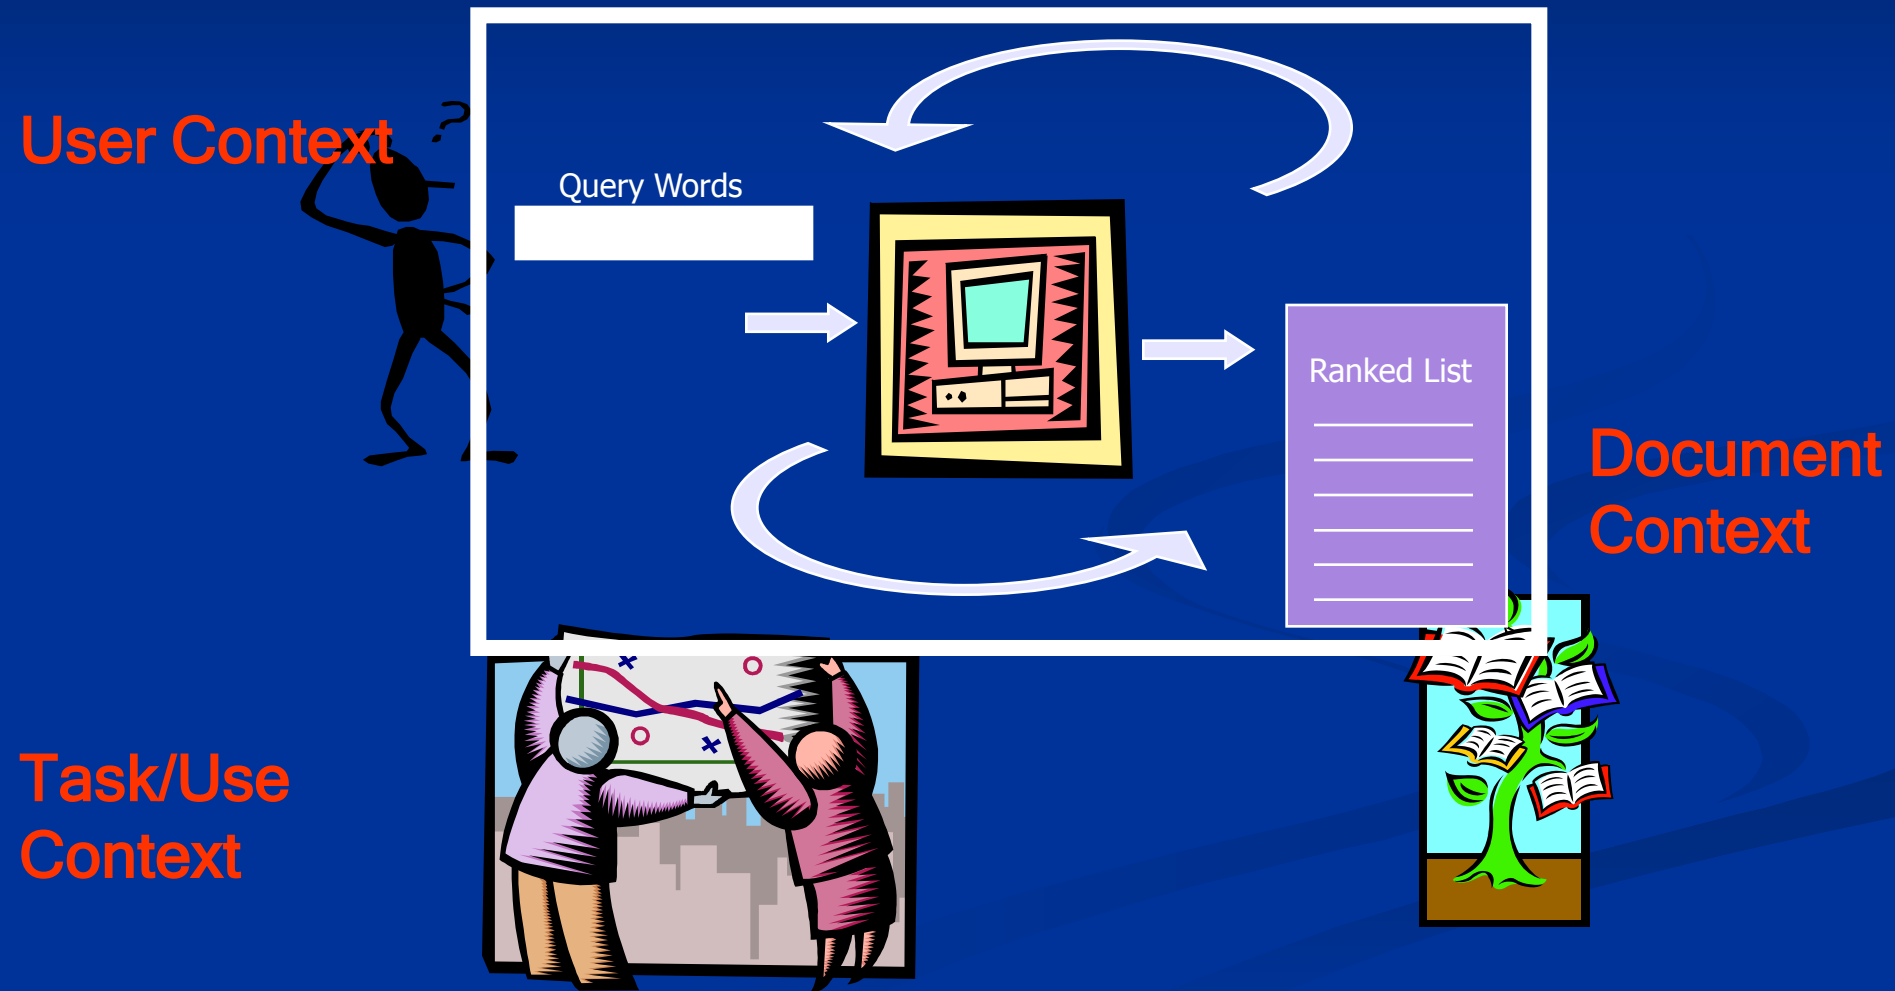 User Context
?
Query Words
Ranked List
Document
Context
Task/Use
Context